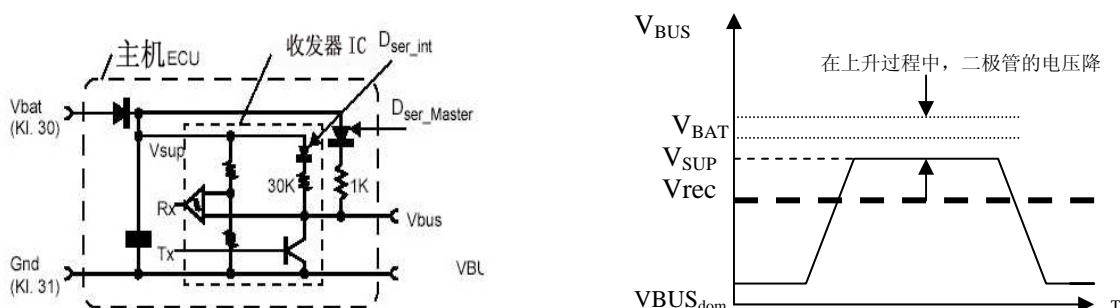 主机ECU
收发器 IC
Dser_int
Vbat
(Kl. 30)
Dser_Master
Vsup
30K
1K
Rx
Vbus
Tx
Gnd
(Kl. 31)
VBU
VBUS
在上升过程中，二极管的电压降
VBAT
VSUP
Vrec
VBUSdom